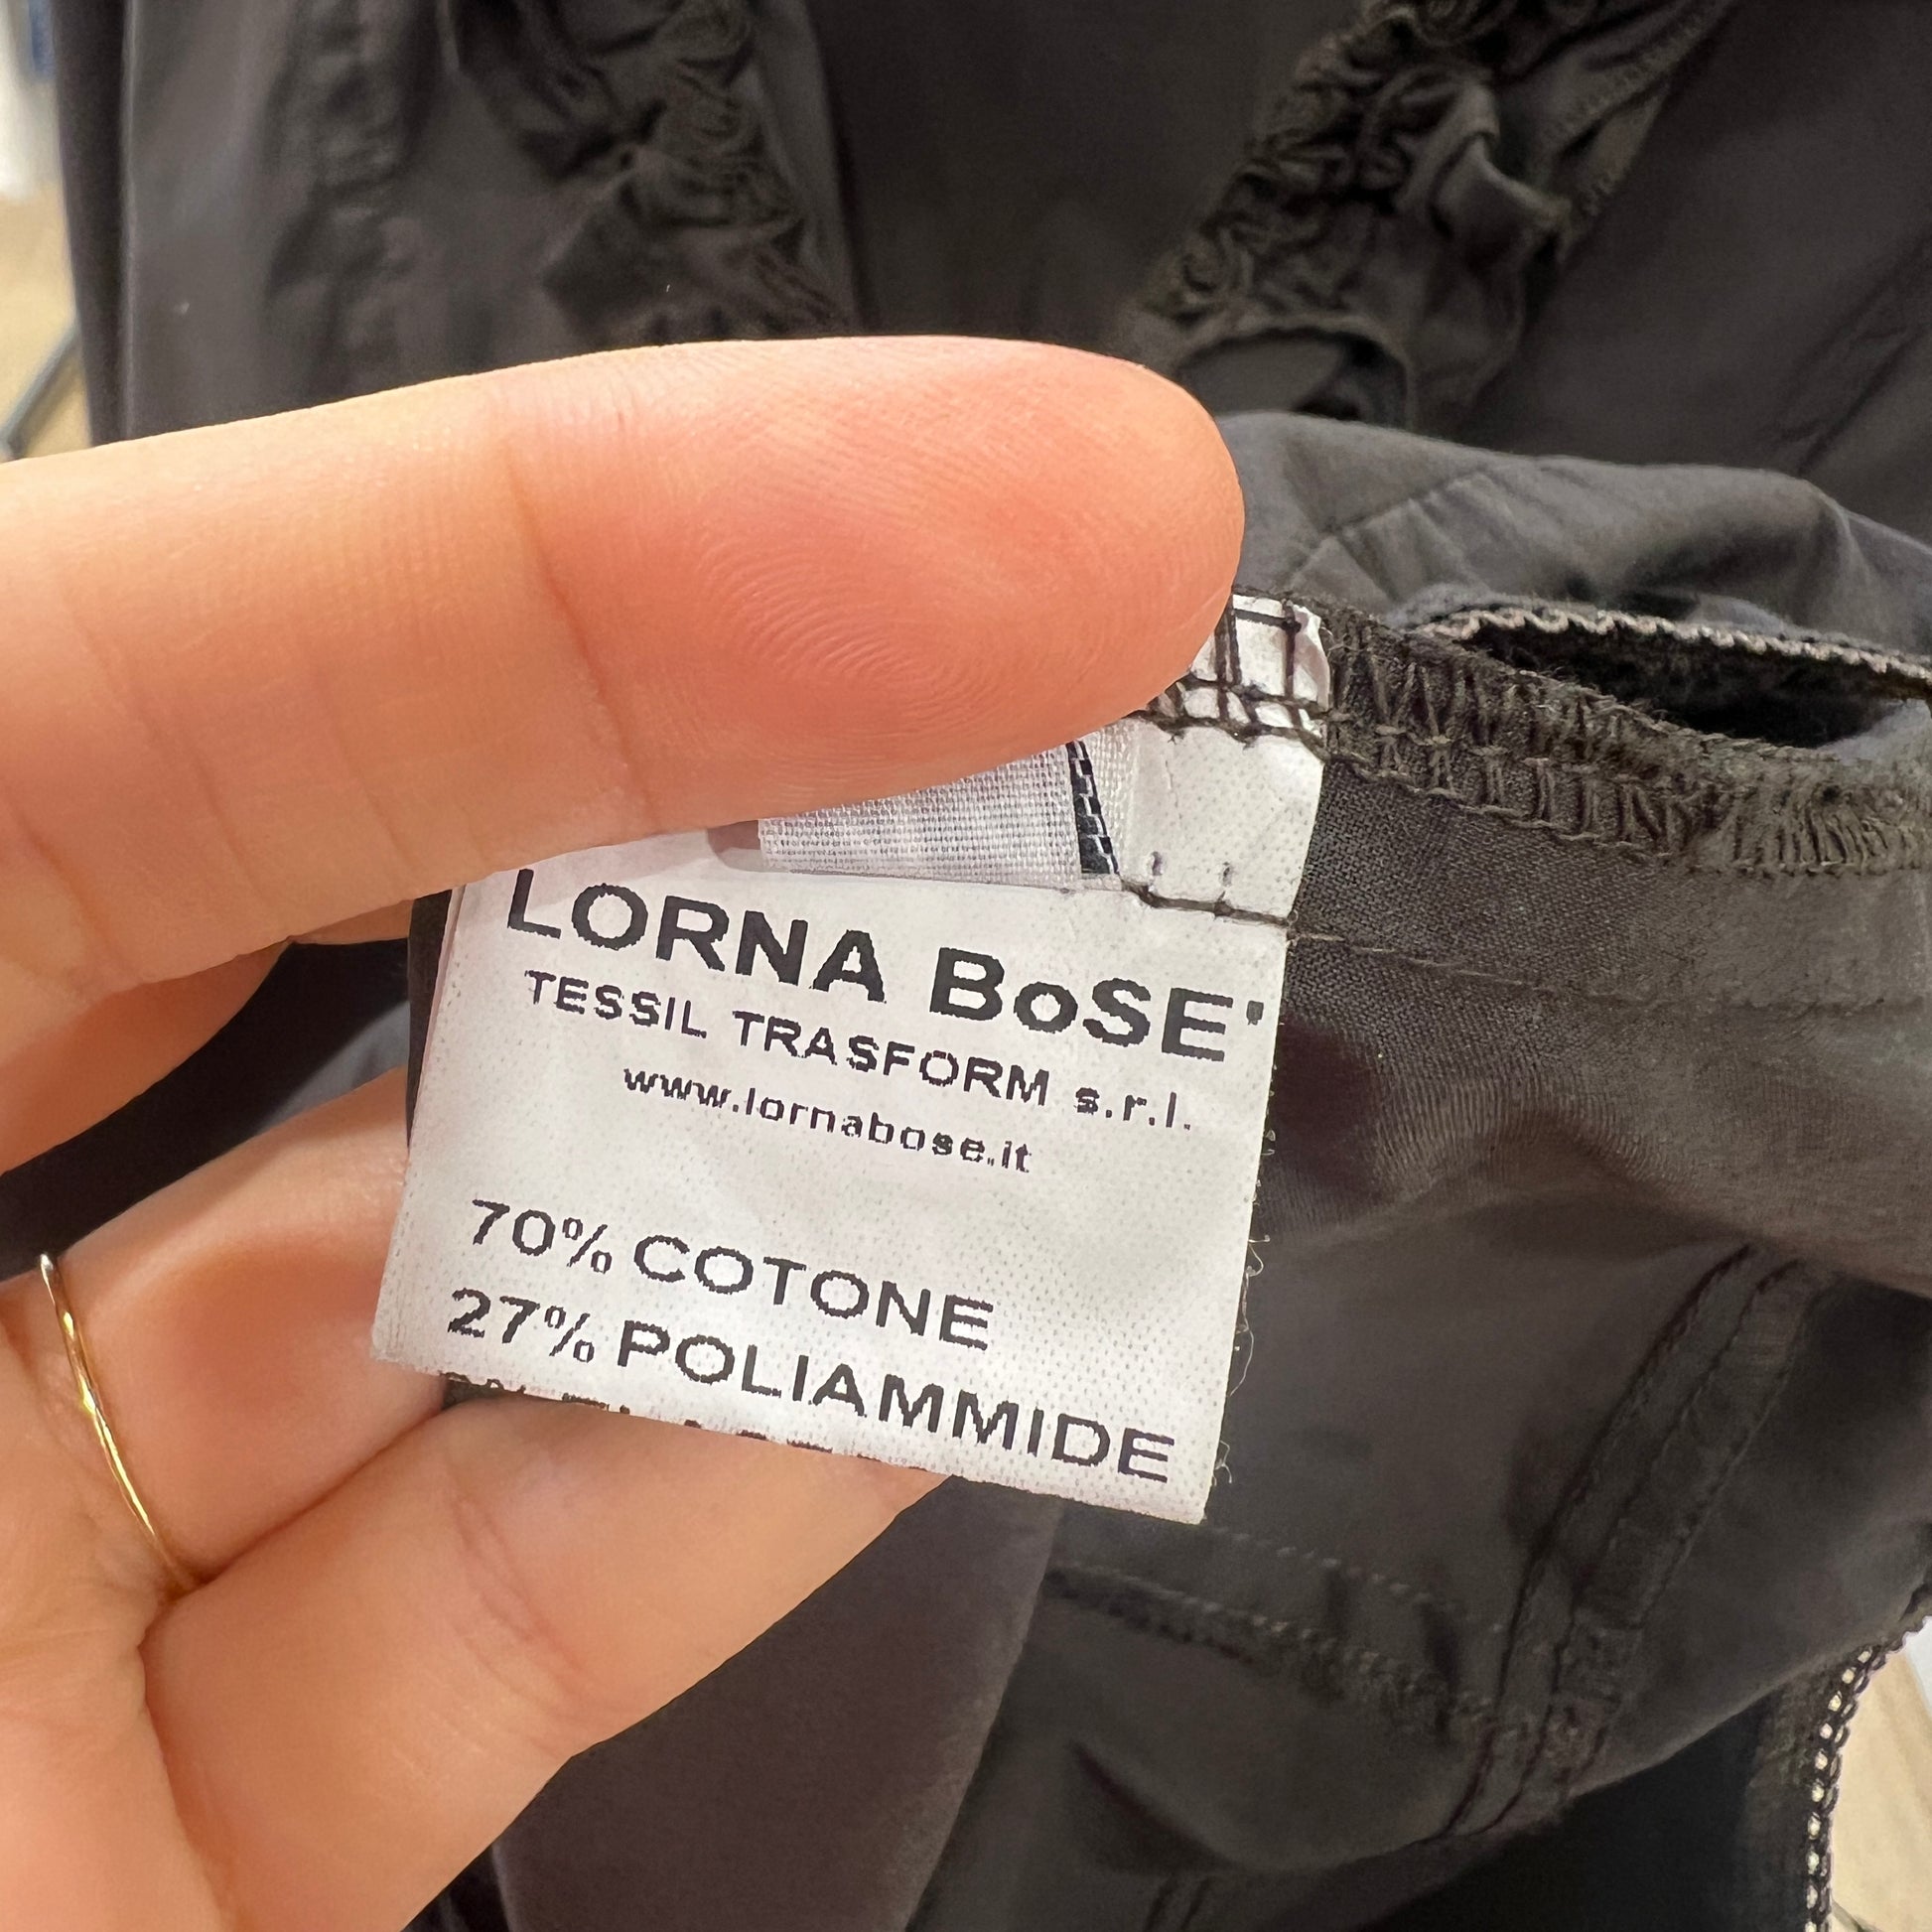 LORNA BoSE'
TESSIL TRASFORM s.r.l.
www.lornabose.it
70% COTONE
27% POLIAMMIDE